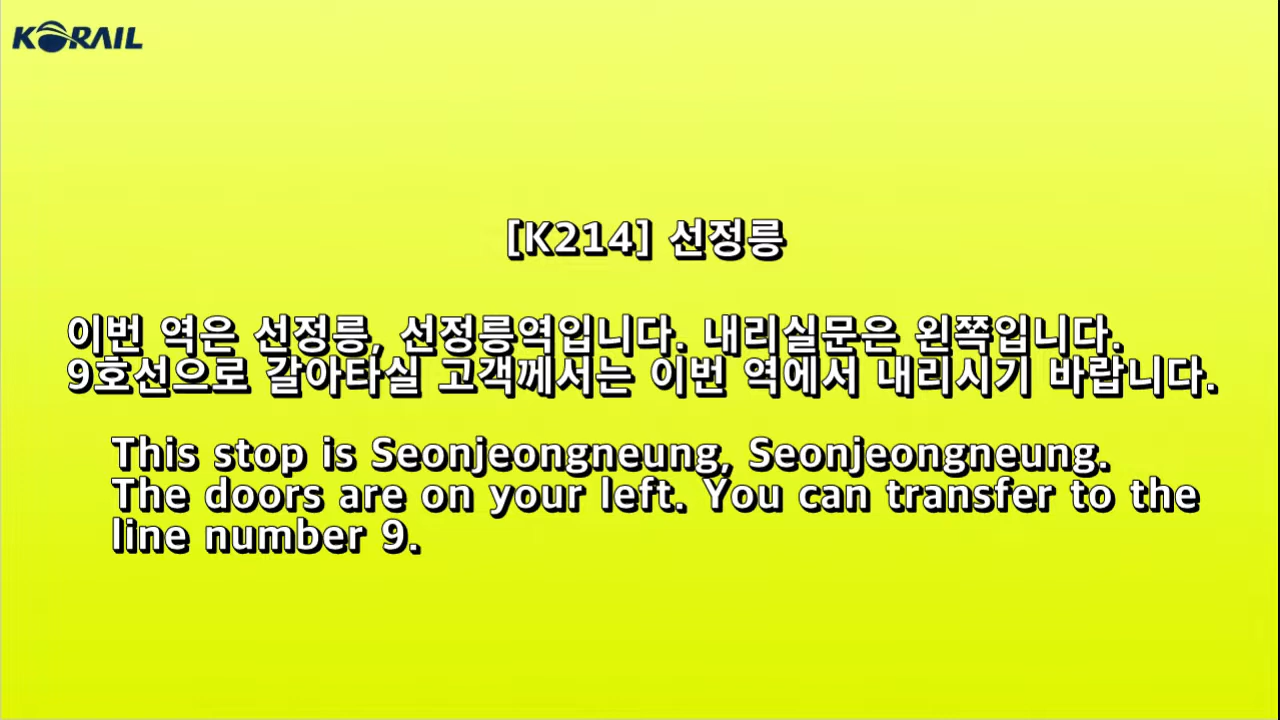 KORAIL
[K214] 선정릉
이번 역은 선정릉, 선정릉역입니다. 내리실문은 왼쪽입니다.
9호선으로 갈아타실 고객께서는 이번 역에서 내리시기 바랍니다.
This stop is Seonjeongneung, Seonjeongneung.
The doors are on your left. You can transfer to the
line number 9.